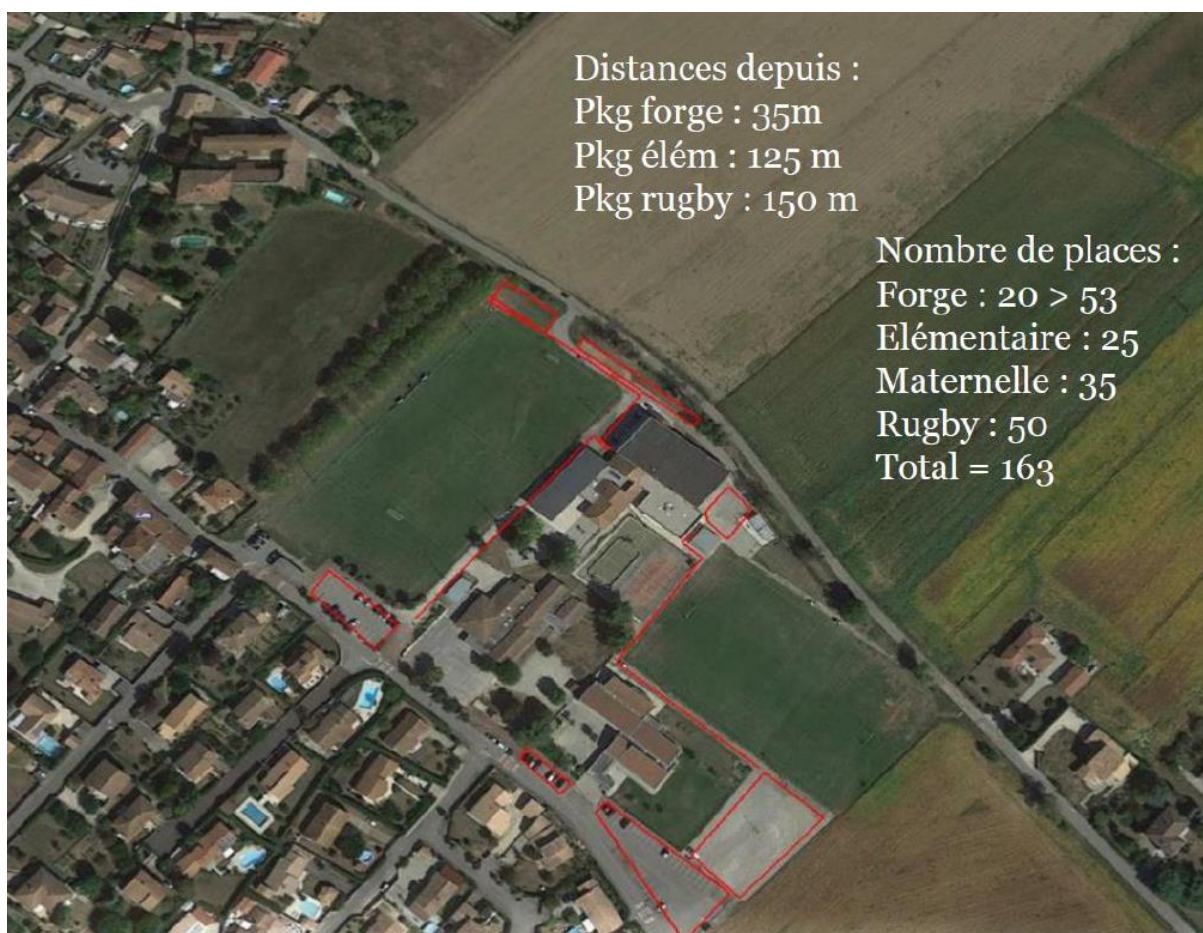 Distances depuis :
Pkg forge : 35m
Pkg élém : 125 m
Pkg rugby : 150 m
Nombre de places :
Forge : 20 > 53
Elémentaire : 25
Maternelle : 35
Rugby : 50
Total = 163